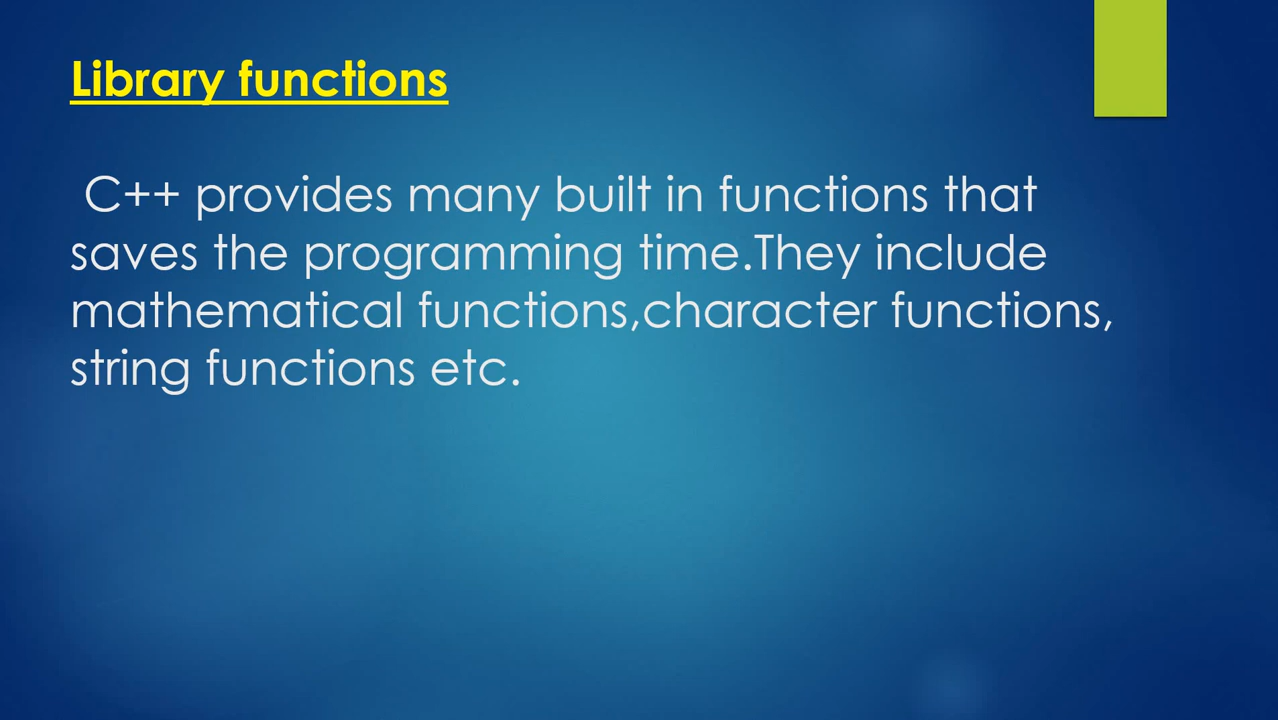 Library functions
C++ provides many built in functions that
saves the programming time.They include
mathematical functions,character functions,
string functions etc.